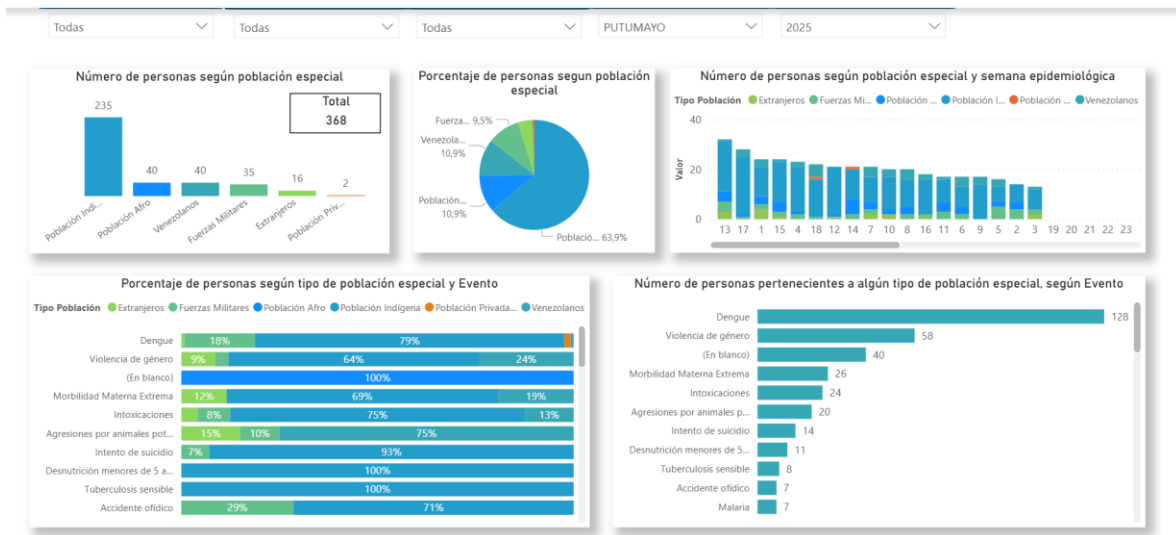 Todas
Todas
Todas
PUTUMAYO
2025
Número de personas según población especial
Total
368
235
40
40
35
16
2
Población Indí...
Población Afro
Venezolanos
Fuerzas Militares
Extranjeros
Población Priv...
Porcentaje de personas segun población
especial
Fuerza... 9,5%
Venezola...
10,9%
Población...
10,9%
Població... 63,9%
Número de personas según población especial y semana epidemiológica
Tipo Población Extranjeros Fuerzas Mi... Población ... Población I... Población ... Venezolanos
Valor
40
20
0
13 17 1 15 4 18 12 14 7 10 8 16 11 6 9 5 2 3 19 20 21 22 23
Porcentaje de personas según tipo de población especial y Evento
Tipo Población Extranjeros Fuerzas Militares Población Afro Población Indígena Población Privada... Venezolanos
Dengue 18% 79%
Violencia de género 9% 64% 24%
(En blanco) 100%
Morbilidad Materna Extrema 12% 69% 19%
Intoxicaciones 8% 75% 13%
Agresiones por animales pot... 15% 10% 75%
Intento de suicidio 7% 93%
Desnutrición menores de 5 a... 100%
Tuberculosis sensible 100%
Accidente ofídico 29% 71%
Número de personas pertenecientes a algún tipo de población especial, según Evento
Dengue 128
Violencia de género 58
(En blanco) 40
Morbilidad Materna Extrema 26
Intoxicaciones 24
Agresiones por animales p... 20
Intento de suicidio 14
Desnutrición menores de 5... 11
Tuberculosis sensible 8
Accidente ofídico 7
Malaria 7